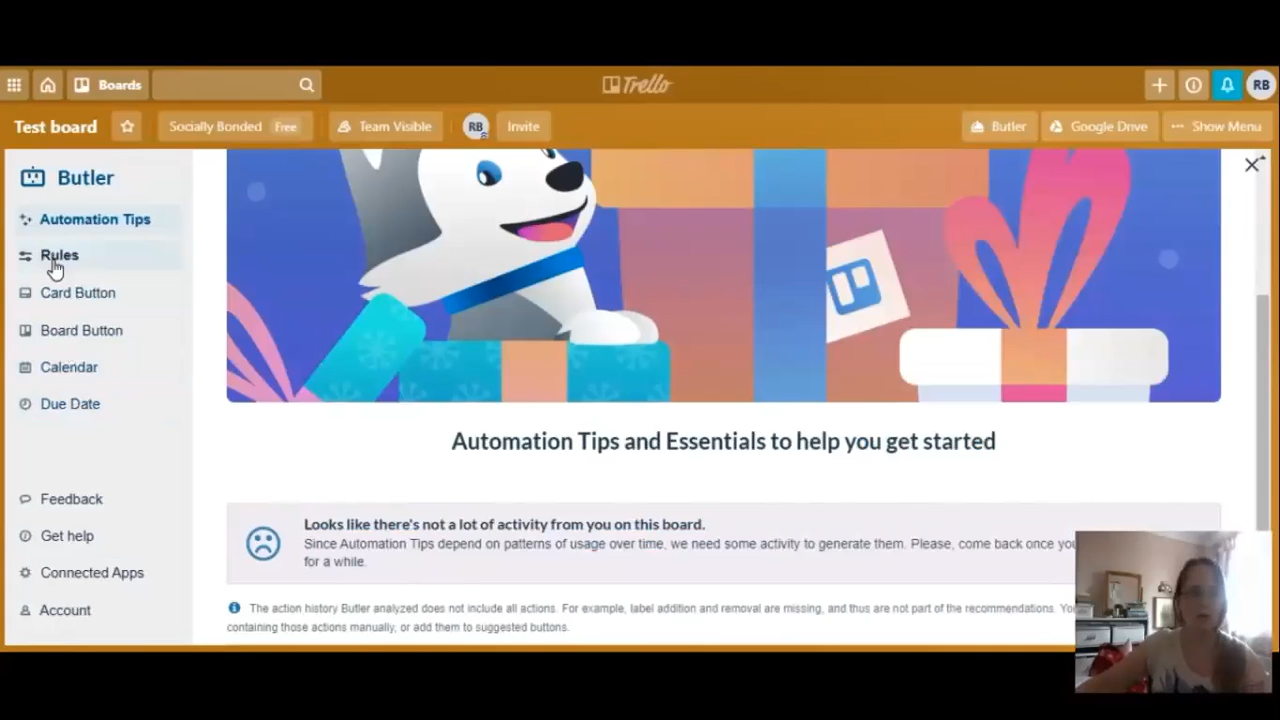 Boards
Trello
RB
Test board
Socially Bonded Free
Team Visible
RB
Invite
Butler
Google Drive
Show Menu
Butler
Automation Tips
Rules
Card Button
Board Button
Calendar
Due Date
Feedback
Get help
Connected Apps
Account
Automation Tips and Essentials to help you get started
Looks like there's not a lot of activity from you on this board.
Since Automation Tips depend on patterns of usage over time, we need some activity to generate them. Please, come back once you
for a while.
The action history Butler analyzed does not include all actions. For example, label addition and removal are missing, and thus are not part of the recommendations.
containing those actions manually, or add them to suggested buttons.